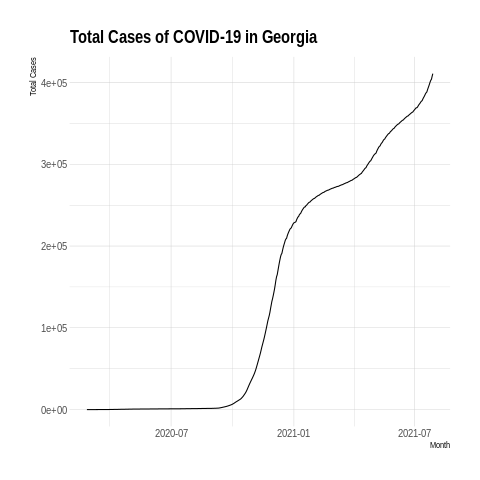 Total Cases of COVID-19 in Georgia
Total Cases
4e+05
3e+05
2e+05
1e+05
0e+00
2020-07 2021-01 2021-07
Month